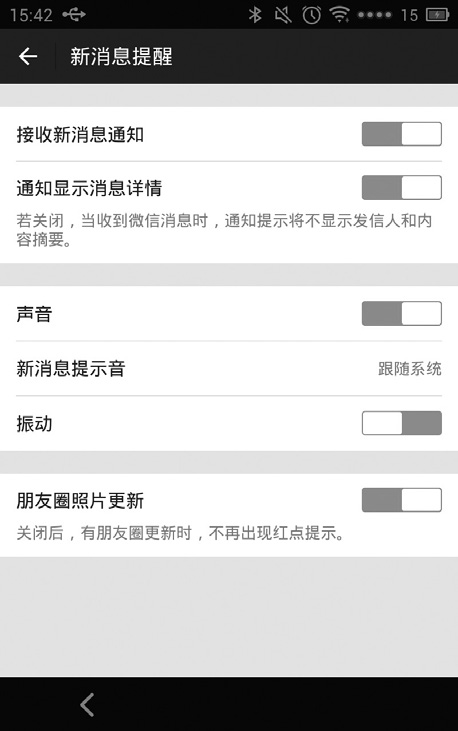 15:42 15
新消息提醒
接收新消息通知
通知显示消息详情
若关闭，当收到微信消息时，通知提示将不显示发信人和内
容摘要。
声音
新消息提示音 跟随系统
振动
朋友圈照片更新
关闭后，有朋友圈更新时，不再出现红点提示。